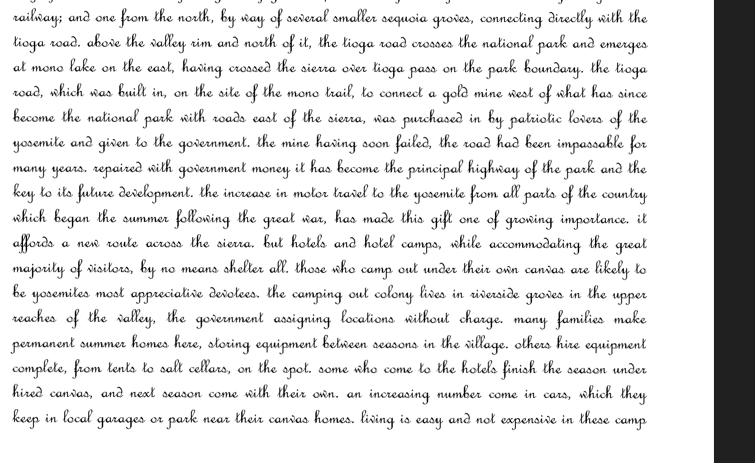 railway; and one from the north, by way of several smaller sequoia groves, connecting directly with the
tioga road. above the valley rim and north of it, the tioga road crosses the national park and emerges
at mono lake on the east, having crossed the sierra over tioga pass on the park boundary. the tioga
road, which was built in, on the site of the mono trail, to connect a gold mine west of what has since
become the national park with roads east of the sierra, was purchased in by patriotic lovers of the
yosemite and given to the government. the mine having soon failed, the road had been impassable for
many years. repaired with government money it has become the principal highway of the park and the
key to its future development. the increase in motor travel to the yosemite from all parts of the country
which began the summer following the great war, has made this gift one of growing importance. it
affords a new route across the sierra. but hotels and hotel camps, while accommodating the great
majority of visitors, by no means shelter all. those who camp out under their own canvas are likely to
be yosemites most appreciative devotees. the camping out colony lives in riverside groves in the upper
reaches of the valley, the government assigning locations without charge. many families make
permanent summer homes here, storing equipment between seasons in the village. others hire equipment
complete, from tents to salt cellars, on the spot. some who come to the hotels finish the season under
hired canvas, and next season come with their own. an increasing number come in cars, which they
keep in local garages or park near their canvas homes. living is easy and not expensive in these camp